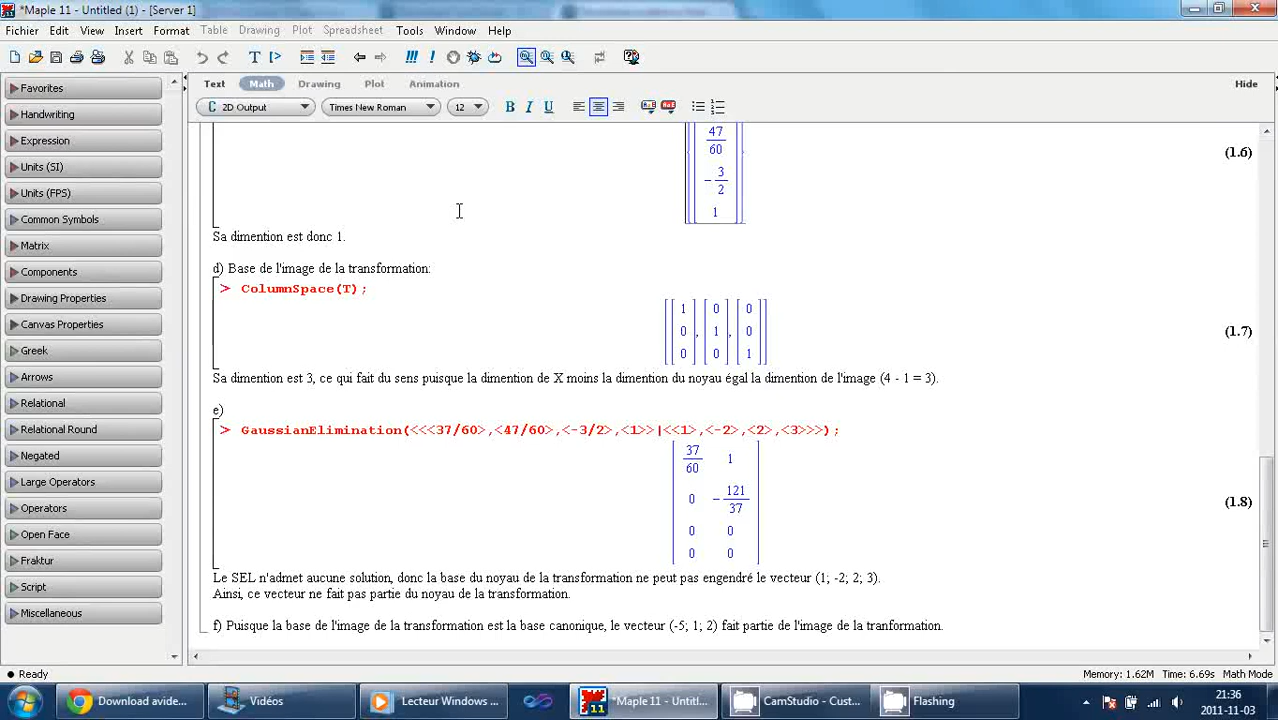 *Maple 11 - Untitled (1) - [Server 1]
Fichier Edit View Insert Format Table Drawing Plot Spreadsheet Tools Window Help
Favorites
Handwriting
Expression
Units (SI)
Units (FPS)
Common Symbols
Matrix
Components
Drawing Properties
Canvas Properties
Greek
Arrows
Relational
Relational Round
Negated
Large Operators
Operators
Open Face
Fraktur
Script
Miscellaneous
Text Math Drawing Plot Animation Hide
C 2D Output Times New Roman 12 B I U
47
60
- 3
2
1
(1.6)
Sa dimention est donc 1.
d) Base de l'image de la transformation:
> ColumnSpace(T);
1 0 0
0 , 1 , 0
0 0 1
(1.7)
Sa dimention est 3, ce qui fait du sens puisque la dimention de X moins la dimention du noyau égal la dimention de l'image (4 - 1 = 3).
e)
> GaussianElimination(<<<37/60>,<47/60>,<-3/2>,<1>>|<<1>,<-2>,<2>,<3>>>);
37
60 1
0 - 121
37
0 0
0 0
(1.8)
Le SEL n'admet aucune solution, donc la base du noyau de la transformation ne peut pas engendré le vecteur (1; -2; 2; 3).
Ainsi, ce vecteur ne fait pas partie du noyau de la transformation.
f) Puisque la base de l'image de la transformation est la base canonique, le vecteur (-5; 1; 2) fait partie de l'image de la tranformation.
Ready Memory: 1.62M Time: 6.69s Math Mode
Download avide... Vidéos Lecteur Windows ... *Maple 11 - Untitl... CamStudio - Cust... Flashing
21:36
2011-11-03